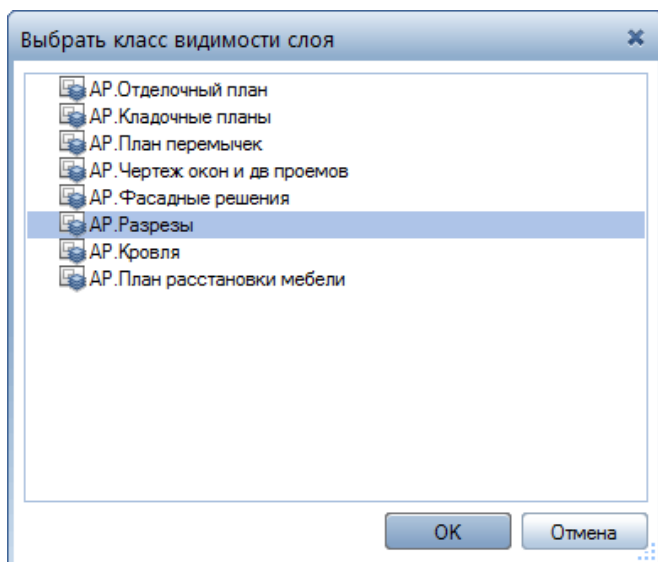 Выбрать класс видимости слоя
АР.Отделочный план
АР.Кладочные планы
АР.План перемычек
АР.Чертеж окон и дв проемов
АР.Фасадные решения
АР.Разрезы
АР.Кровля
АР.План расстановки мебели
OK
Отмена